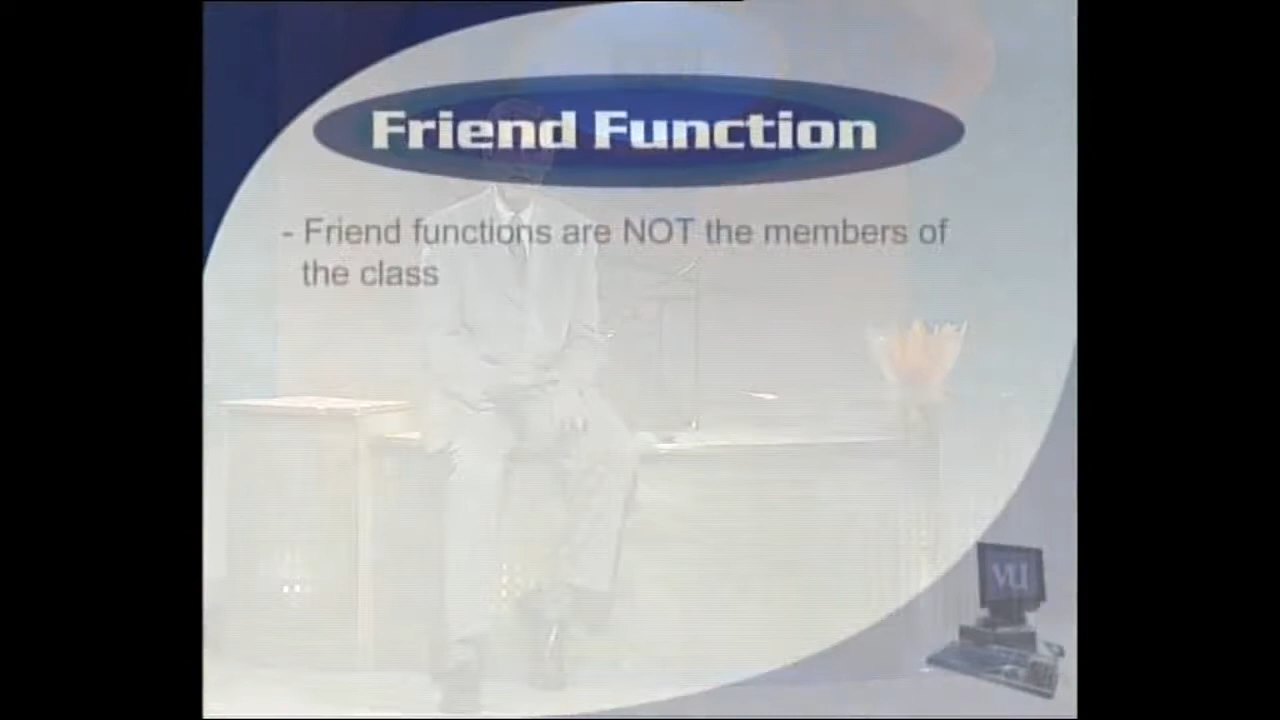 Friend Function
- Friend functions are NOT the members of
the class
VU